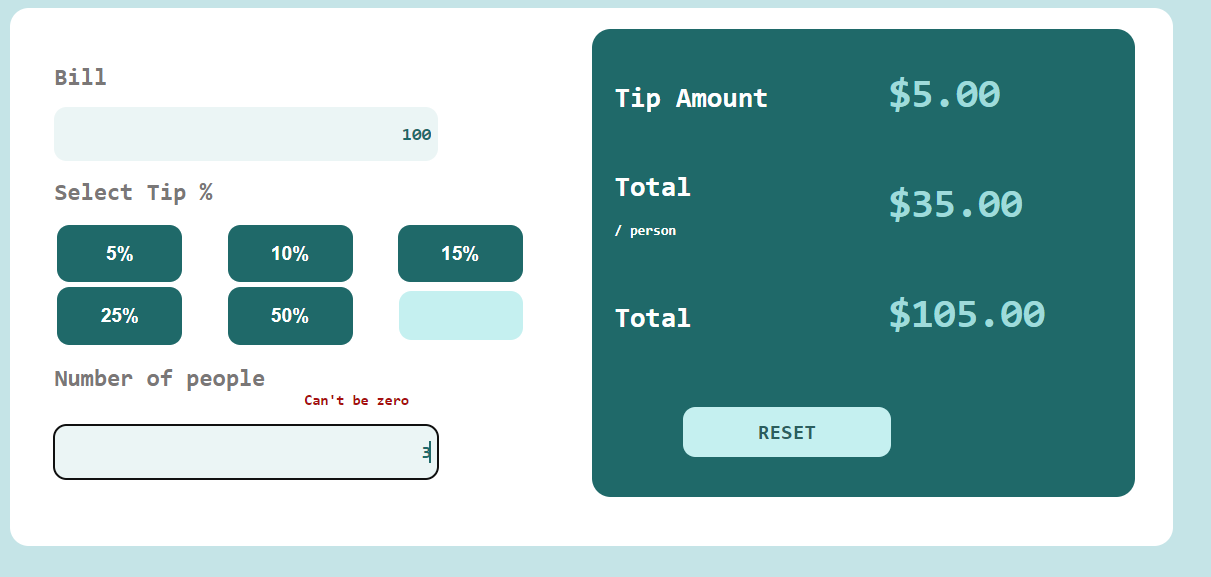 Bill
100
Select Tip %
5% 10% 15%
25% 50%
Number of people
Can't be zero
3
Tip Amount $5.00
Total $35.00
/ person
Total $105.00
RESET